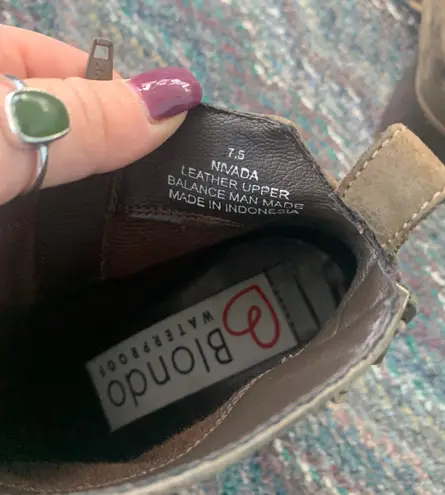 7.5
NIVADA
LEATHER UPPER
BALANCE MAN MADE
MADE IN INDONESIA
Blondo
WATERPROOF